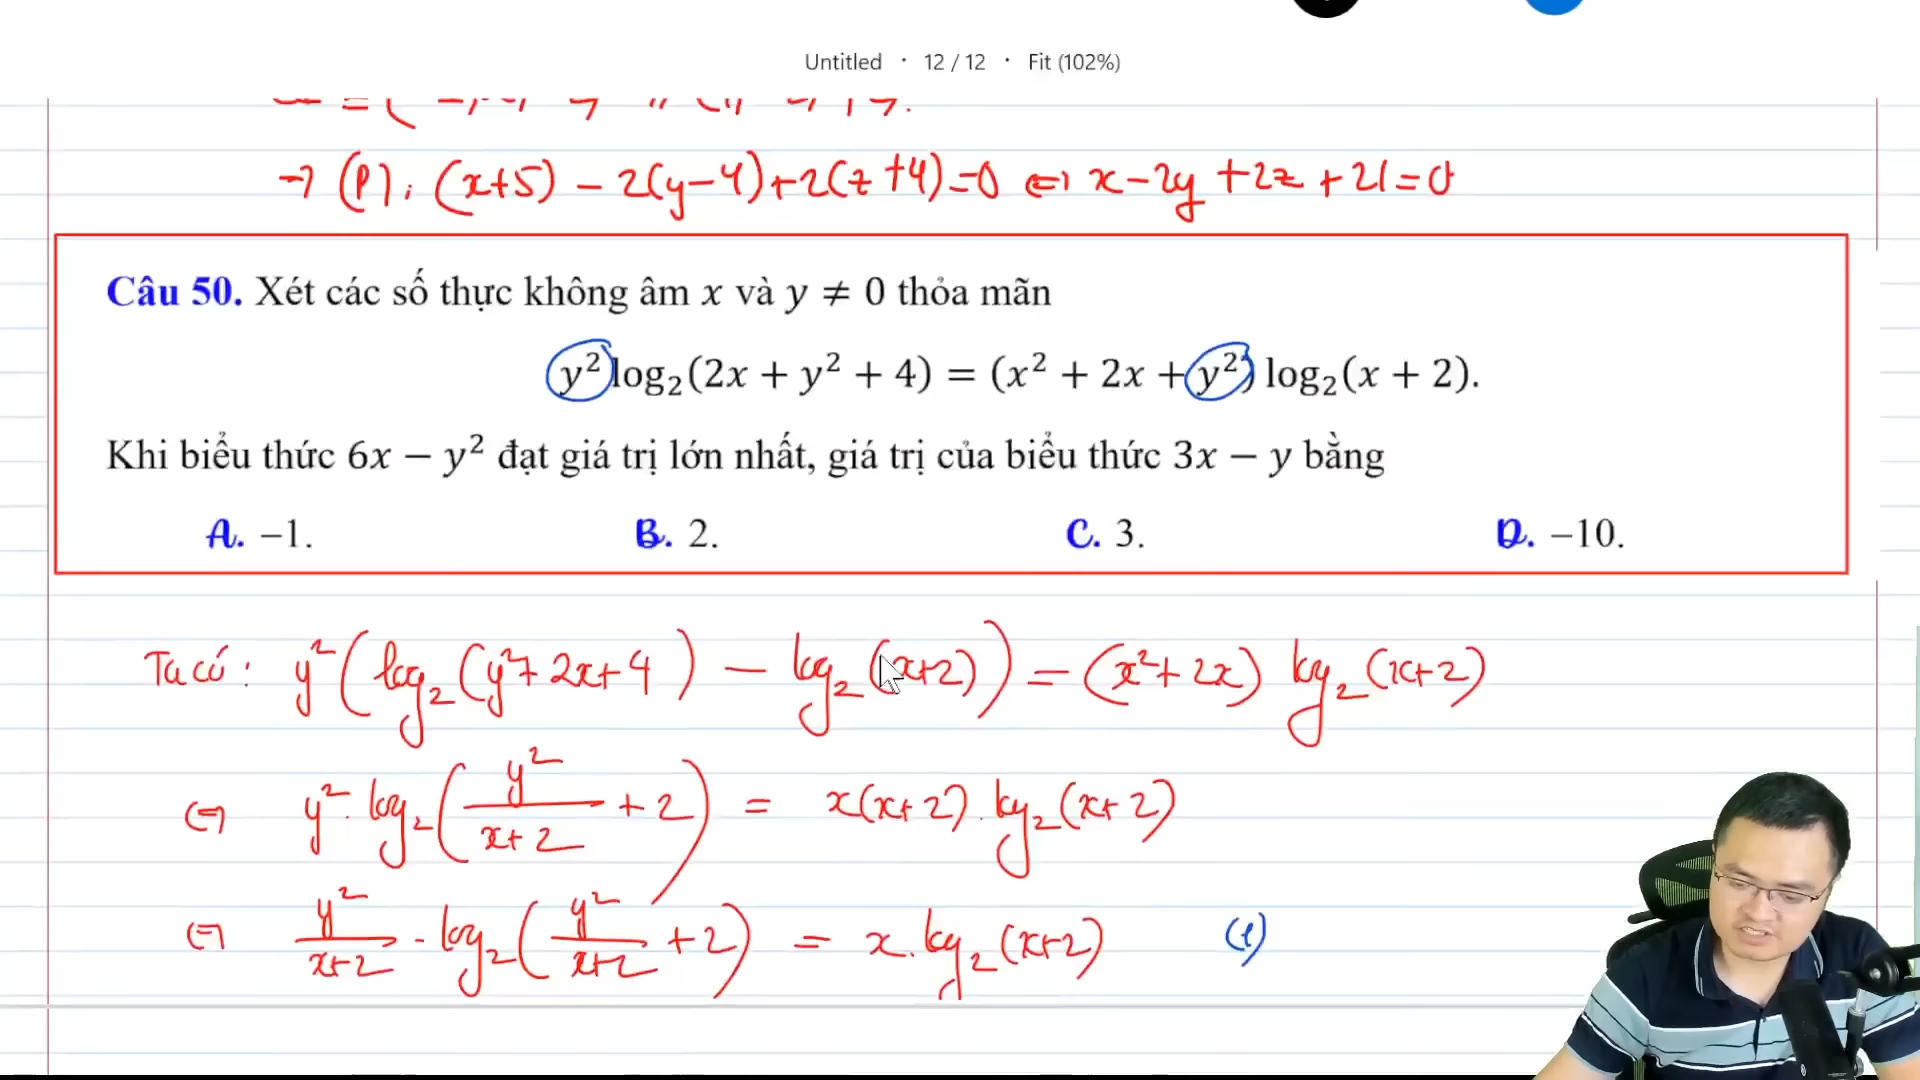 Untitled · 12 / 12 · Fit (102%)
→ (P): (x+5) − 2(y−4)+2(z+4)=0 ⇔ x−2y+2z+21=0
Câu 50. Xét các số thực không âm x và y ≠ 0 thỏa mãn
y² log₂(2x + y² + 4) = (x² + 2x + y²) log₂(x + 2).
Khi biểu thức 6x − y² đạt giá trị lớn nhất, giá trị của biểu thức 3x − y bằng
A. −1. B. 2. C. 3. D. −10.
Ta có: y²(log₂(y²+2x+4) − log₂(x+2)) = (x²+2x) log₂(x+2)
⇔ y².log₂(y²/(x+2) + 2) = x(x+2).log₂(x+2)
⇔ y²/(x+2) . log₂(y²/(x+2) + 2) = x.log₂(x+2) (1)